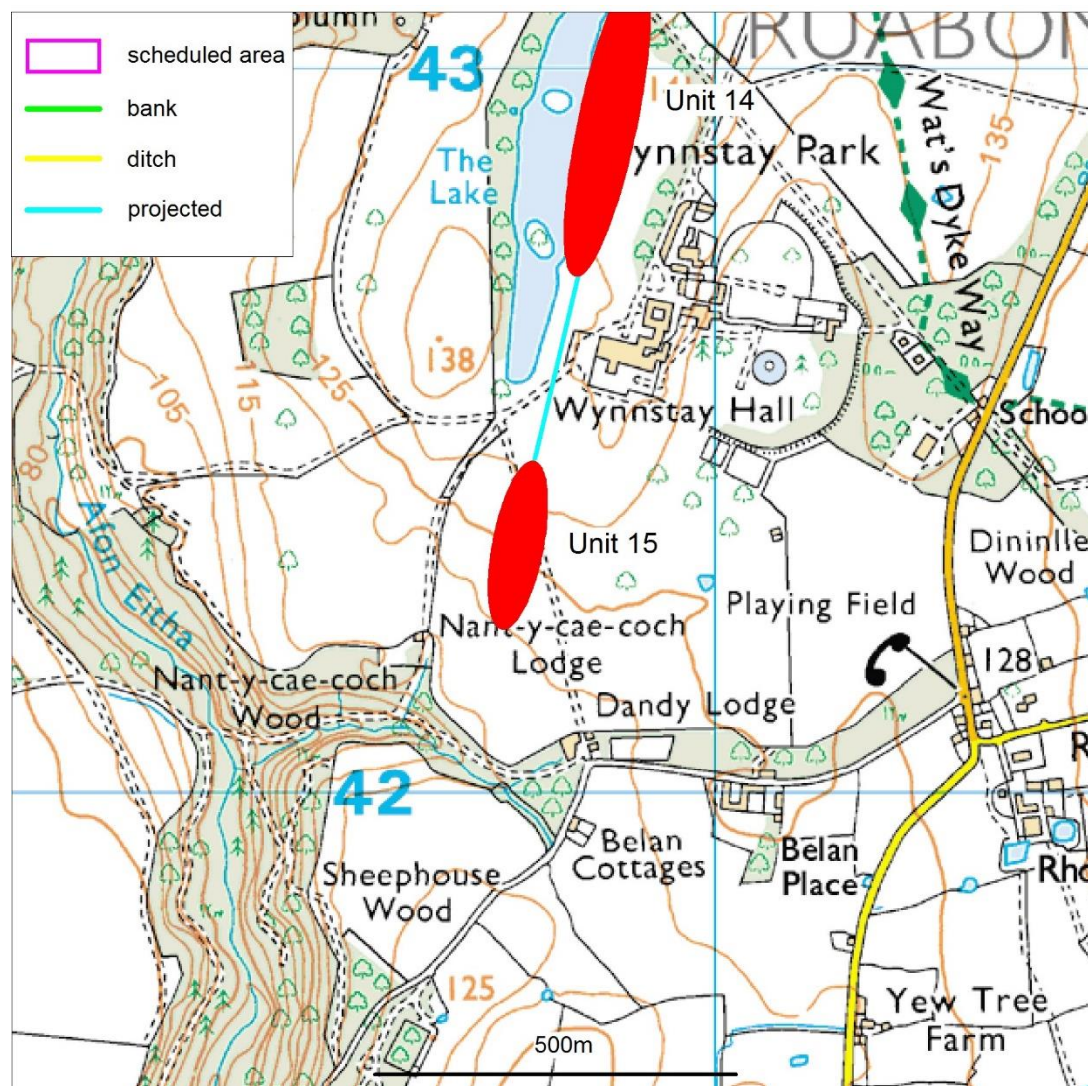 scheduled area
bank
ditch
projected
43
RUABON
Unit 14
ynnstay Park
The
Lake
Wat's Dyke Way
135
138
105
115
125
80
Wynnstay Hall
School
Afon Eitha
Unit 15
Dininlle
Wood
Playing Field
Nant-y-cae-coch
Lodge
128
Nant-y-cae-coch
Wood
Dandy Lodge
42
Belan
Cottages
Belan
Place
Rho
Sheephouse
Wood
125
Yew Tree
Farm
500m